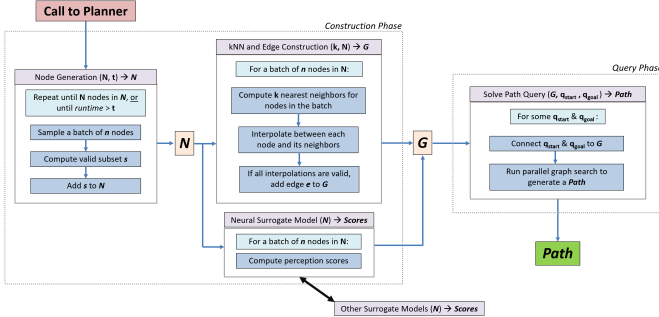 Call to Planner
Construction Phase
Node Generation (N, t) → N
Repeat until N nodes in N, or
until runtime > t
Sample a batch of n nodes
Compute valid subset s
Add s to N
N
kNN and Edge Construction (k, N) → G
For a batch of n nodes in N:
Compute k nearest neighbors for
nodes in the batch
Interpolate between each
node and its neighbors
If all interpolations are valid,
add edge e to G
Neural Surrogate Model (N) → Scores
For a batch of n nodes in N:
Compute perception scores
Other Surrogate Models (N) → Scores
G
Query Phase
Solve Path Query (G, qstart , qgoal ) → Path
For some qstart & qgoal :
Connect qstart & qgoal to G
Run parallel graph search to
generate a Path
Path